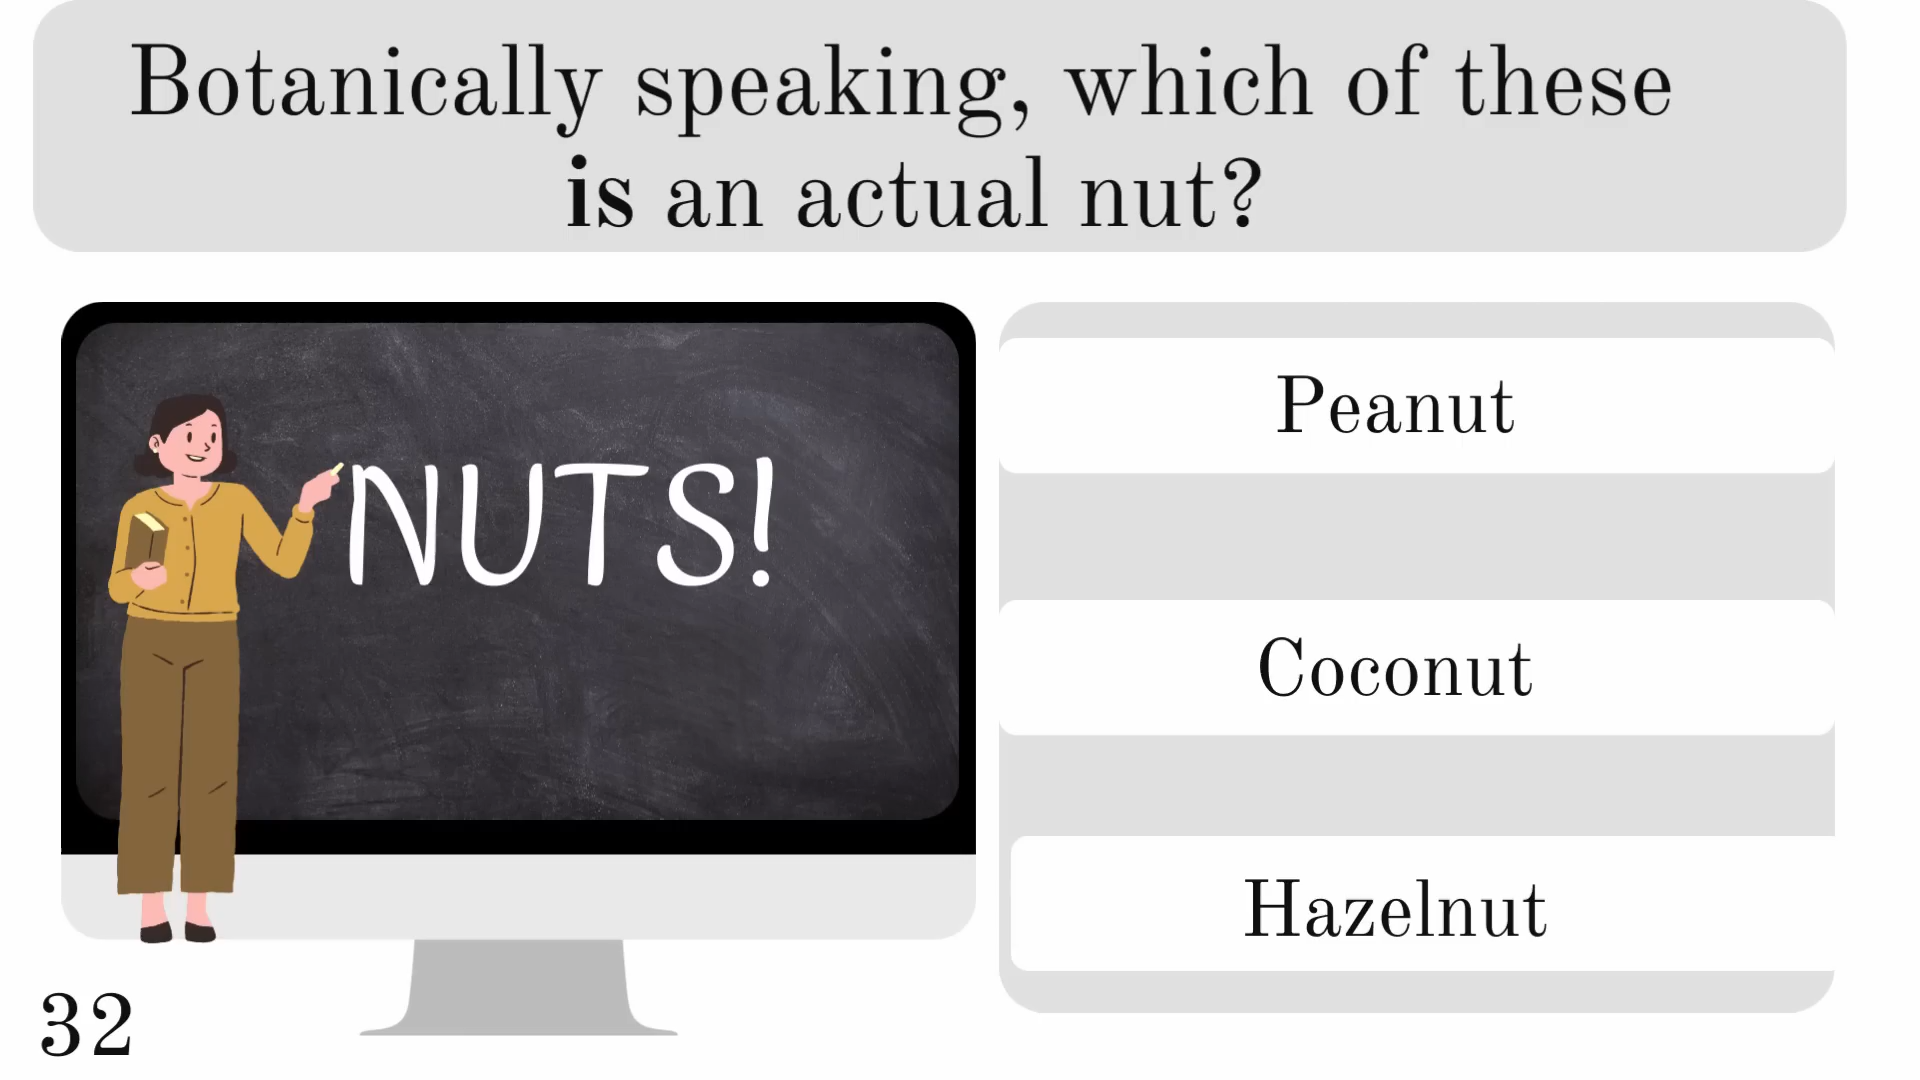 Botanically speaking, which of these
is an actual nut?
NUTS!
Peanut
Coconut
Hazelnut
32